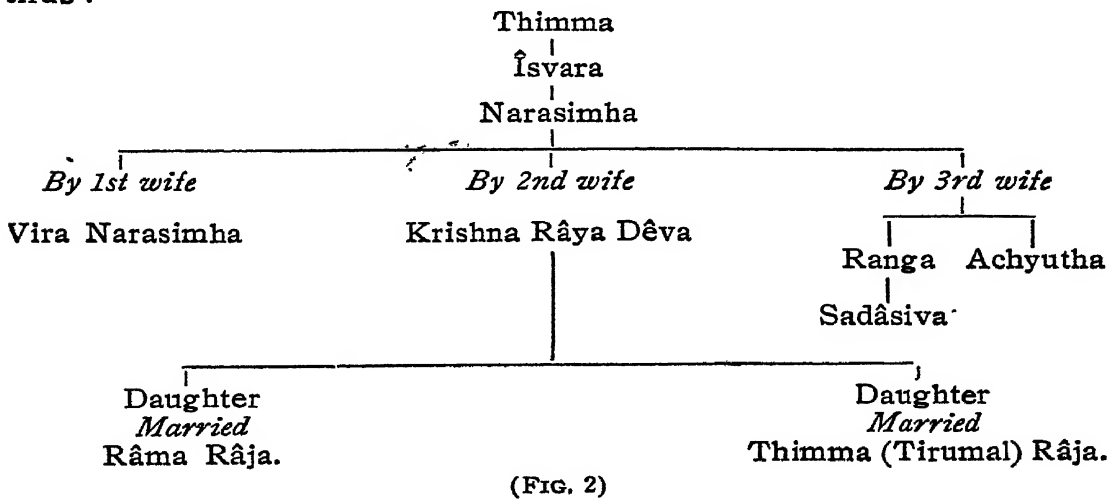 Thimma
Îsvara
Narasimha
By 1st wife By 2nd wife By 3rd wife
Vira Narasimha Krishna Râya Dêva
Ranga Achyutha
Sadâsiva
Daughter Daughter
Married Married
Râma Râja. Thimma (Tirumal) Râja.
(FIG. 2)